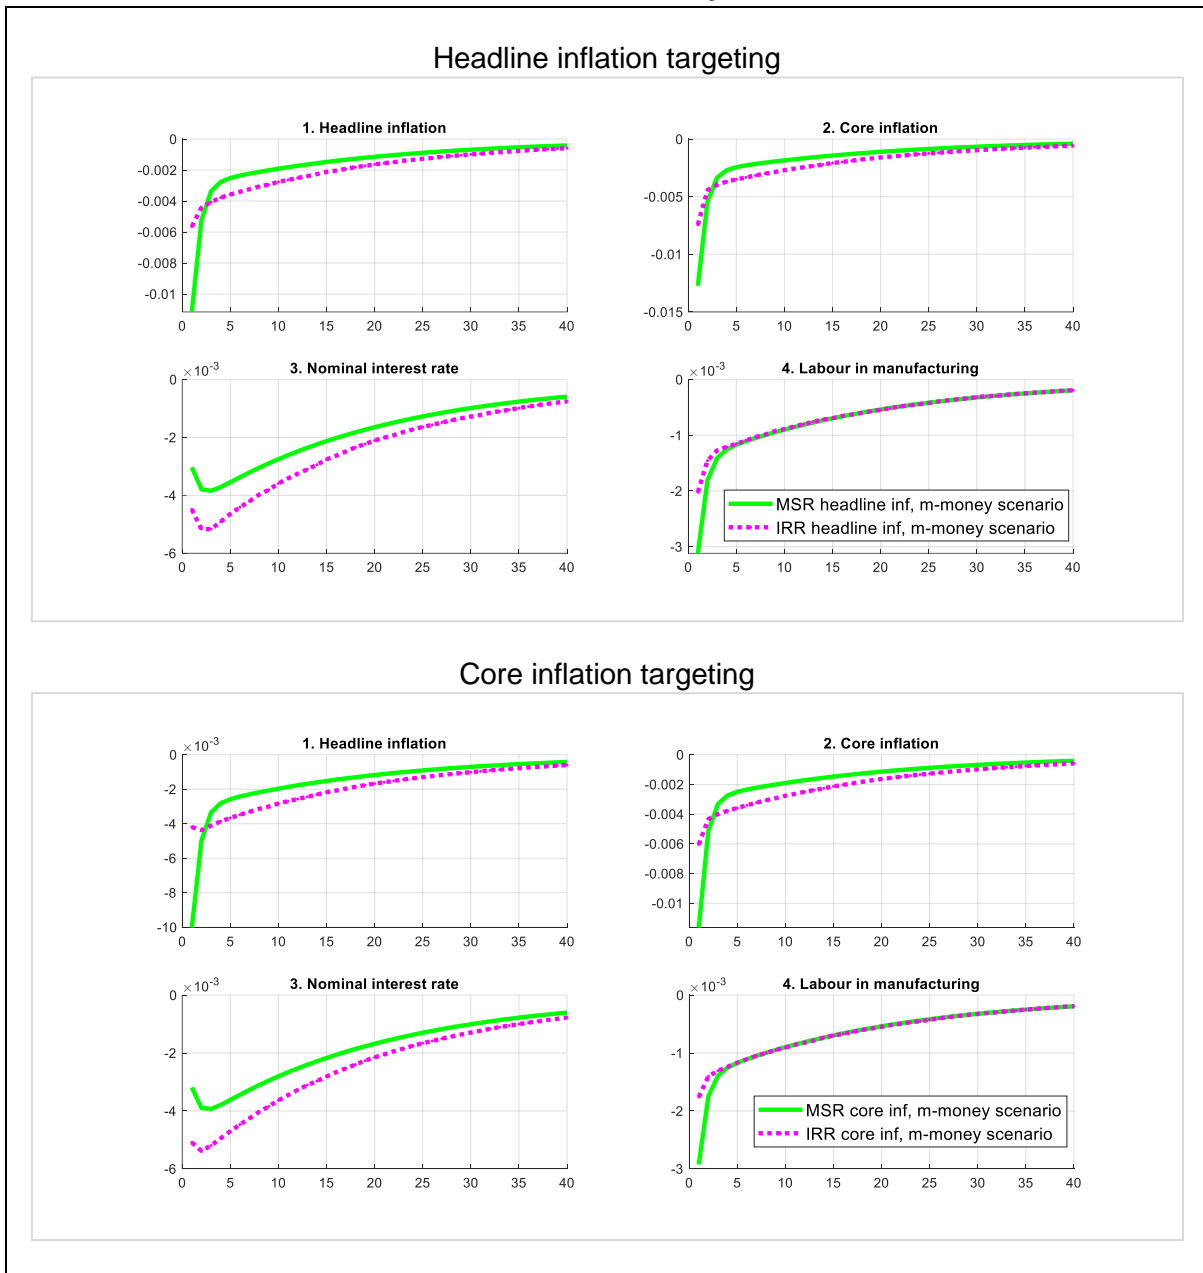 Headline inflation targeting
1. Headline inflation
0
-0.002
-0.004
-0.006
-0.008
-0.01
0 5 10 15 20 25 30 35 40
2. Core inflation
0
-0.005
-0.01
-0.015
0 5 10 15 20 25 30 35 40
3. Nominal interest rate
×10-3
0
-2
-4
-6
0 5 10 15 20 25 30 35 40
4. Labour in manufacturing
×10-3
0
-1
-2
-3
0 5 10 15 20 25 30 35 40
MSR headline inf, m-money scenario
IRR headline inf, m-money scenario
Core inflation targeting
1. Headline inflation
×10-3
0
-2
-4
-6
-8
-10
0 5 10 15 20 25 30 35 40
2. Core inflation
0
-0.002
-0.004
-0.006
-0.008
-0.01
0 5 10 15 20 25 30 35 40
3. Nominal interest rate
×10-3
0
-2
-4
-6
0 5 10 15 20 25 30 35 40
4. Labour in manufacturing
×10-3
0
-1
-2
-3
0 5 10 15 20 25 30 35 40
MSR core inf, m-money scenario
IRR core inf, m-money scenario